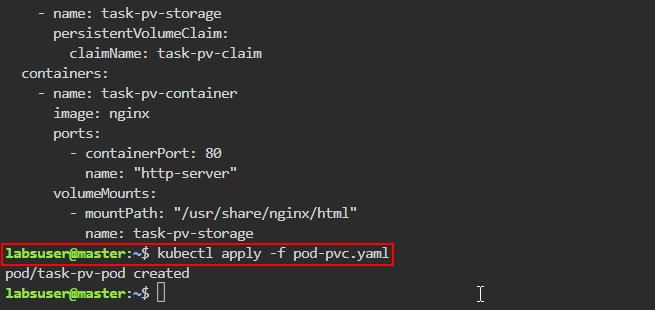 - name: task-pv-storage
persistentVolumeClaim:
claimName: task-pv-claim
containers:
- name: task-pv-container
image: nginx
ports:
- containerPort: 80
name: "http-server"
volumeMounts:
- mountPath: "/usr/share/nginx/html"
name: task-pv-storage
labsuser@master:~$ kubectl apply -f pod-pvc.yaml
pod/task-pv-pod created
labsuser@master:~$